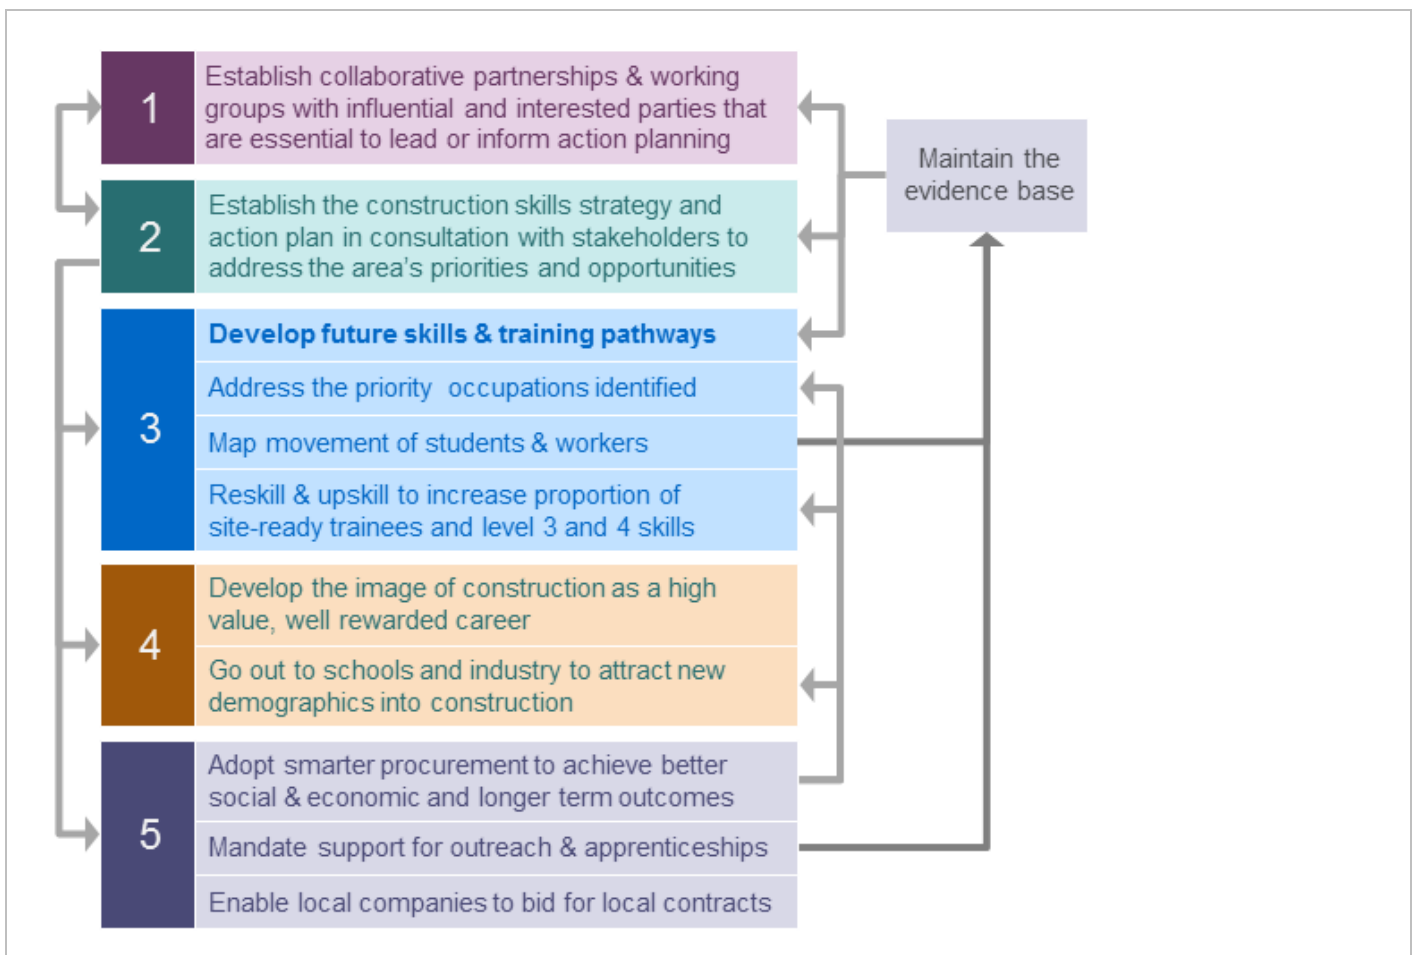 1
Establish collaborative partnerships & working
groups with influential and interested parties that
are essential to lead or inform action planning
Maintain the
evidence base
2
Establish the construction skills strategy and
action plan in consultation with stakeholders to
address the area's priorities and opportunities
3
Develop future skills & training pathways
Address the priority occupations identified
Map movement of students & workers
Reskill & upskill to increase proportion of
site-ready trainees and level 3 and 4 skills
4
Develop the image of construction as a high
value, well rewarded career
Go out to schools and industry to attract new
demographics into construction
5
Adopt smarter procurement to achieve better
social & economic and longer term outcomes
Mandate support for outreach & apprenticeships
Enable local companies to bid for local contracts